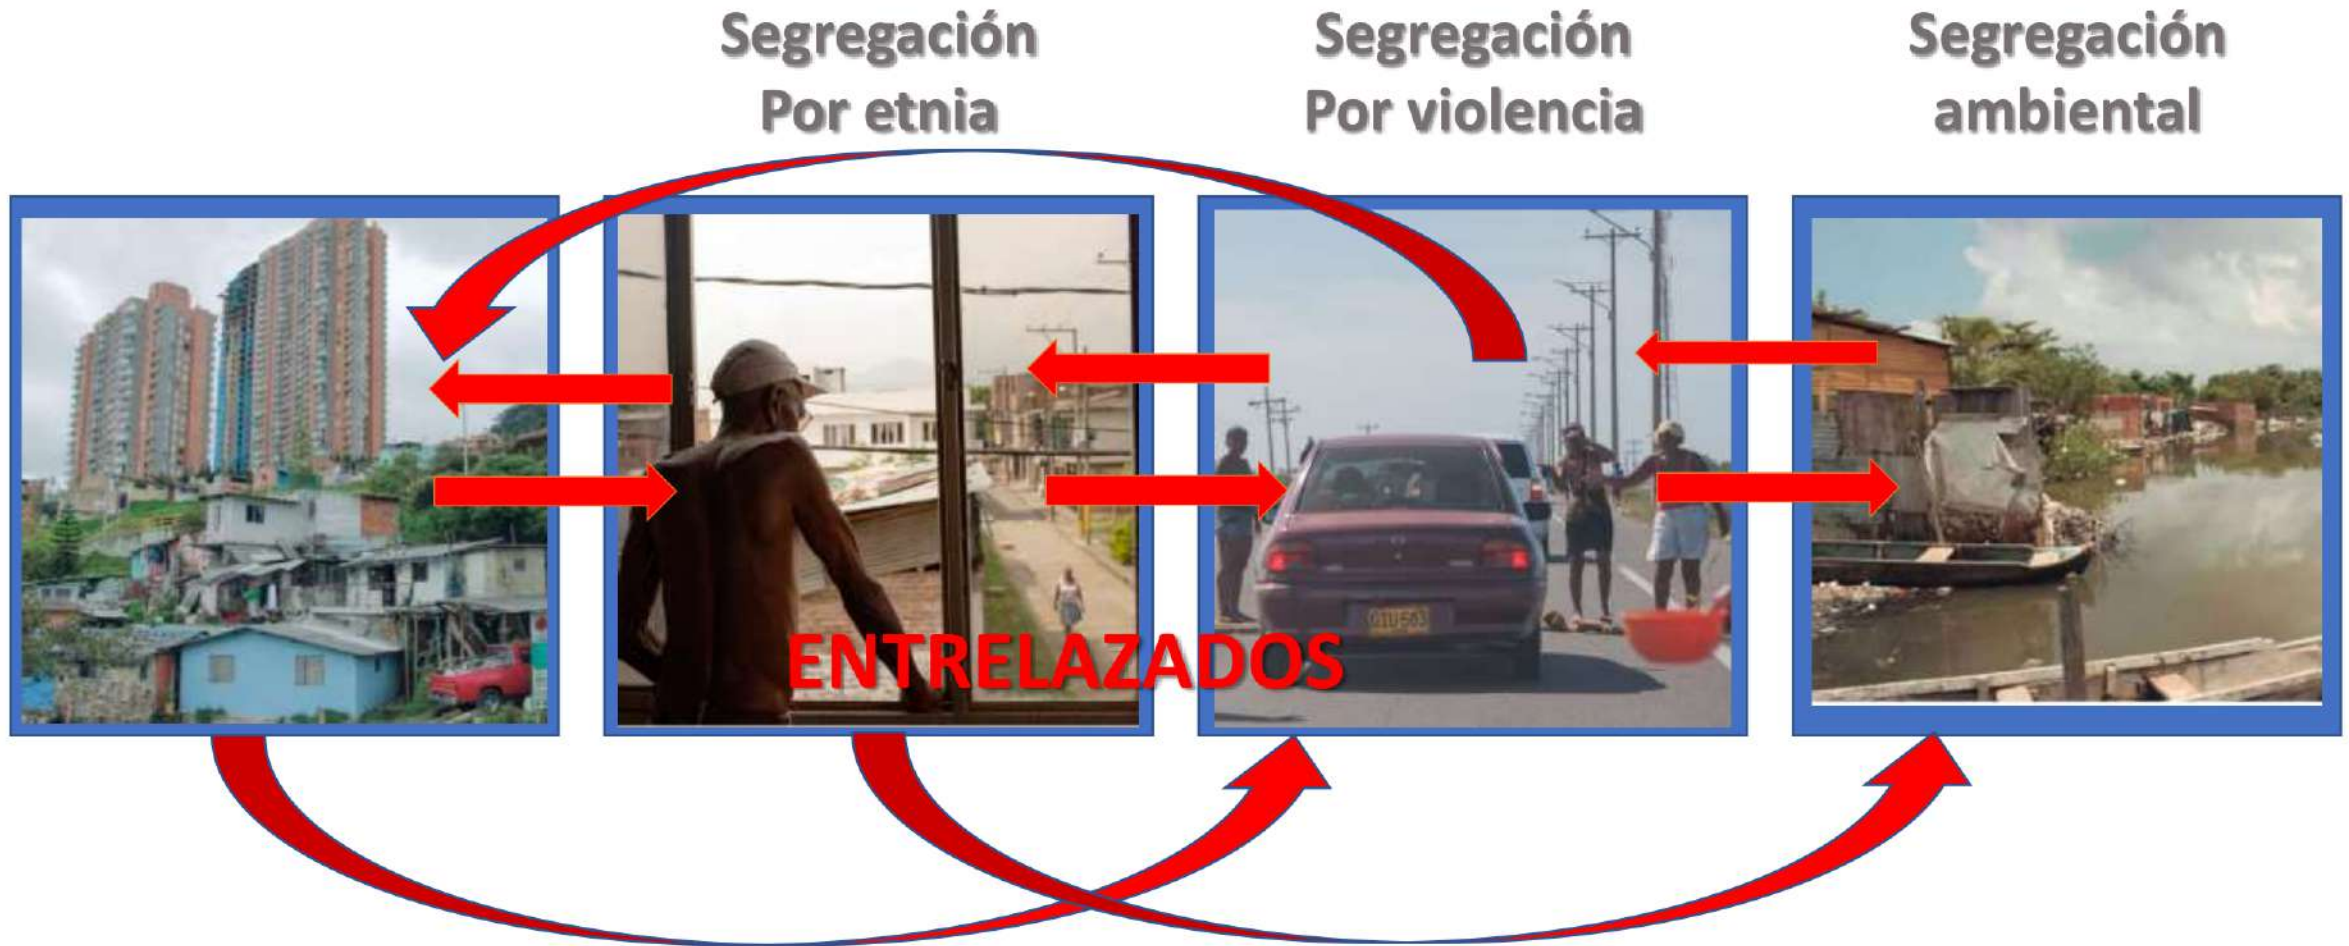 Segregación
Por etnia
Segregación
Por violencia
Segregación
ambiental
ENTRELAZADOS